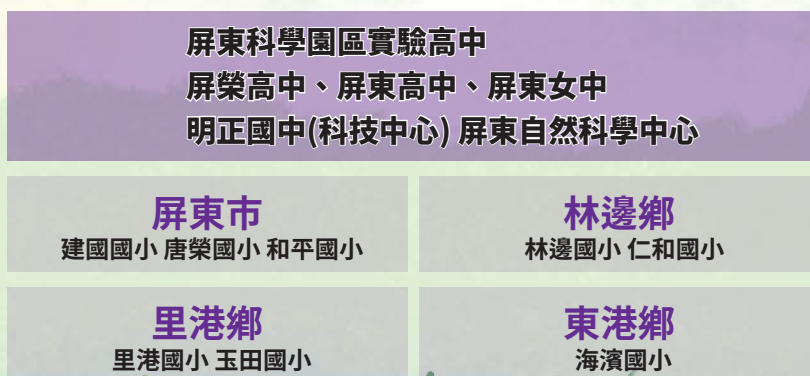 屏東科學園區實驗高中
屏榮高中、屏東高中、屏東女中
明正國中(科技中心) 屏東自然科學中心
屏東市
建國國小 唐榮國小 和平國小
林邊鄉
林邊國小 仁和國小
里港鄉
里港國小 玉田國小
東港鄉
海濱國小